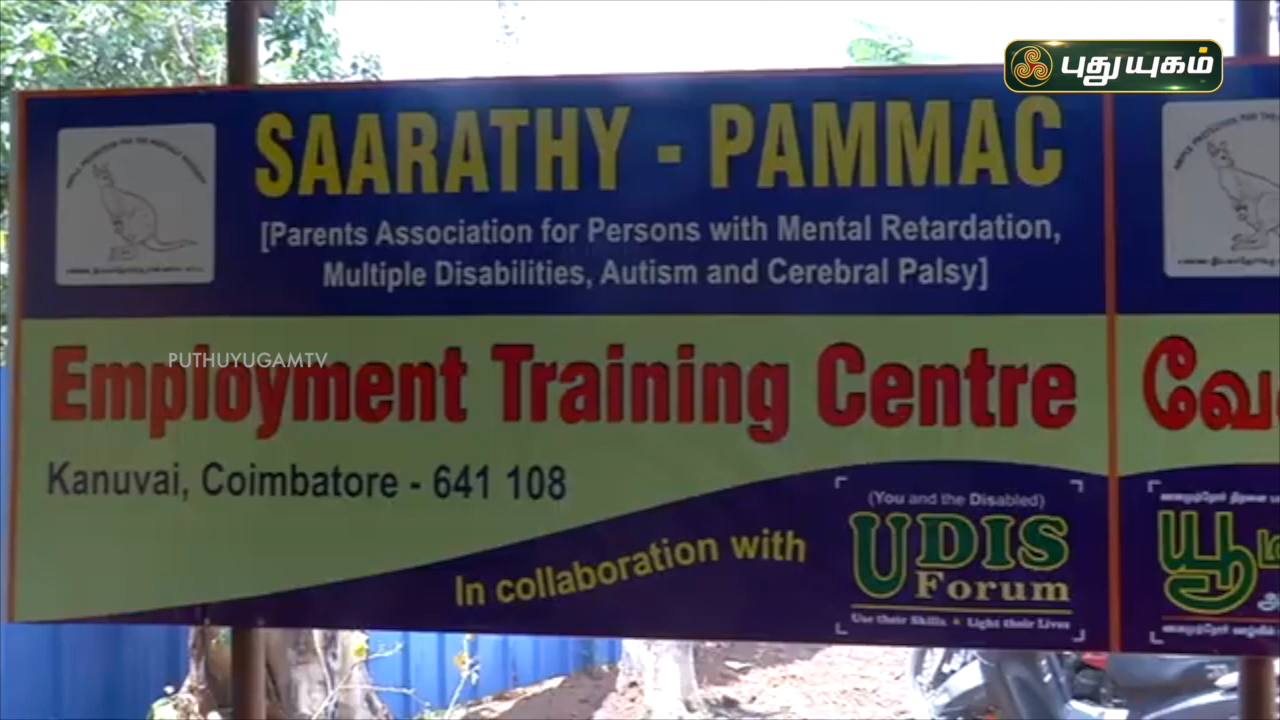 புதுயுகம்
SAARATHY - PAMMAC
[Parents Association for Persons with Mental Retardation,
Multiple Disabilities, Autism and Cerebral Palsy]
Employment Training Centre
PUTHUYUGAMTV
Kanuvai, Coimbatore - 641 108
In collaboration with
(You and the Disabled)
UDIS
Forum
Use their Skills * Light their Lives
வே
யூ